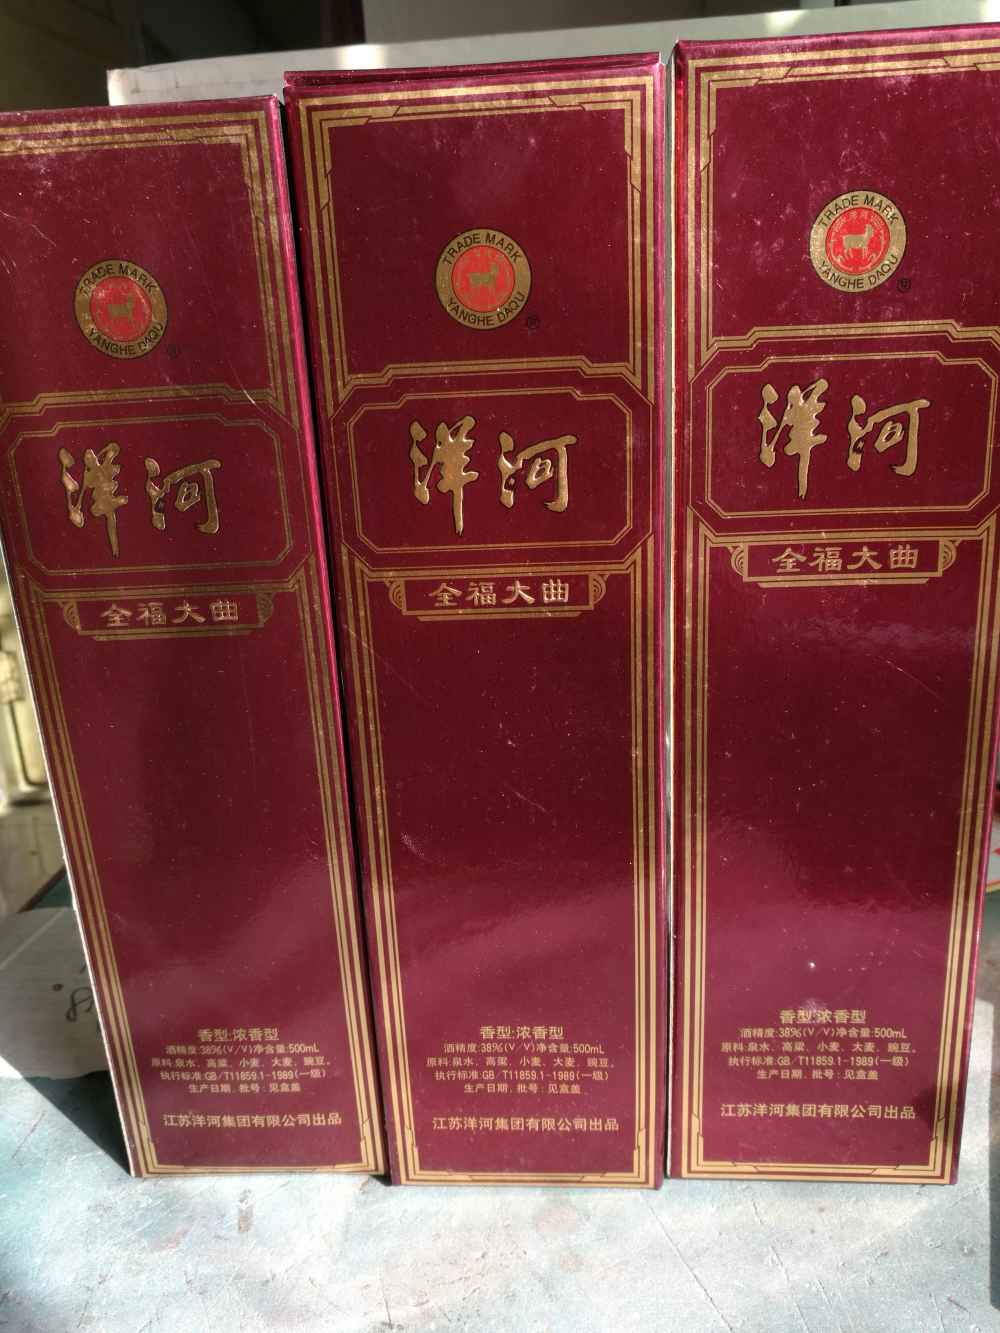 TRADE MARK
YANGHE DAQU
®
洋河
全福大曲
香型:浓香型
酒精度:38%(V/V)净含量:500mL
原料:泉水、高粱、小麦、大麦、豌豆。
执行标准:GB/T11859.1-1989(一级)
生产日期、批号:见盒盖
江苏洋河集团有限公司出品
TRADE MARK
YANGHE DAQU
®
洋河
全福大曲
香型:浓香型
酒精度:38%(V/V)净含量:500mL
原料:泉水、高粱、小麦、大麦、豌豆。
执行标准:GB/T11859.1-1989(一级)
生产日期、批号:见盒盖
江苏洋河集团有限公司出品
TRADE MARK
洋河
YANGHE DAQU
®
洋河
全福大曲
香型:浓香型
酒精度:38%(V/V)净含量:500mL
原料:泉水、高粱、小麦、大麦、豌豆。
执行标准:GB/T11859.1-1989(一级)
生产日期、批号:见盒盖
江苏洋河集团有限公司出品